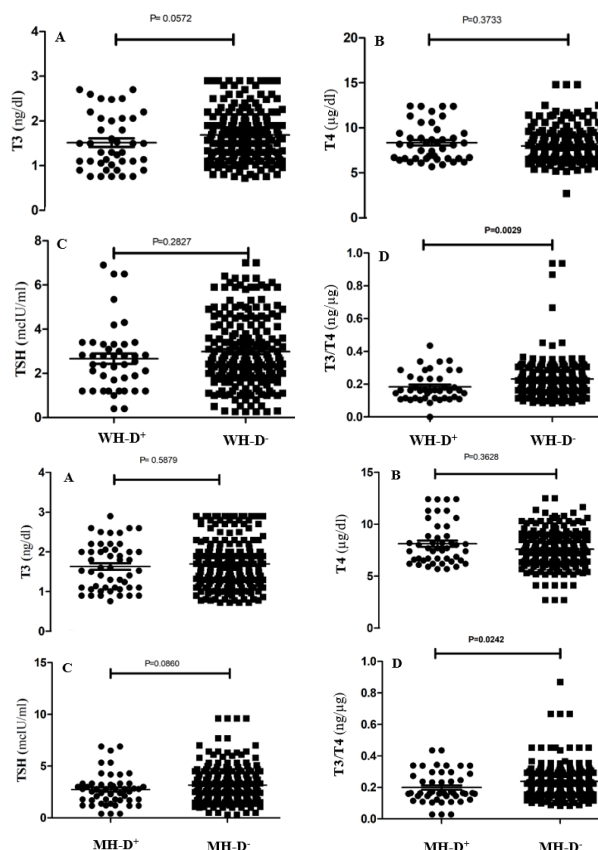 P= 0.0572
A
T3 (ng/dl)
4
3
2
1
0
P=0.3733
B
T4 (µg/dl)
20
15
10
5
0
P=0.2827
C
TSH (mcIU/ml)
8
6
4
2
0
WH-D⁺ WH-D⁻
P=0.0029
D
T3/T4 (ng/µg)
1.0
0.8
0.6
0.4
0.2
0.0
WH-D⁺ WH-D⁻
P= 0.5879
A
T3 (ng/dl)
4
3
2
1
0
P=0.3628
B
T4 (µg/dl)
15
10
5
0
P=0.0860
C
TSH (mcIU/ml)
15
10
5
0
MH-D⁺ MH-D⁻
P=0.0242
D
T3/T4 (ng/µg)
1.0
0.8
0.6
0.4
0.2
0.0
MH-D⁺ MH-D⁻